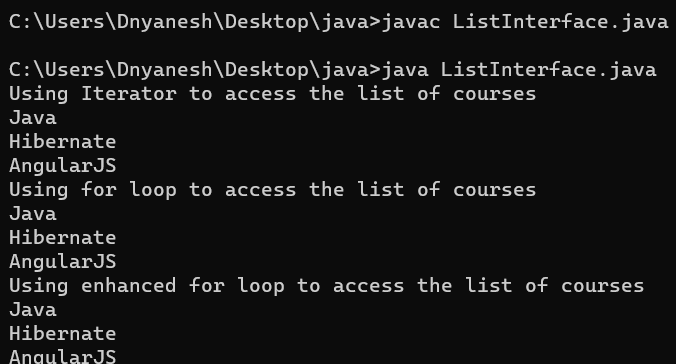 C:\Users\Dnyanesh\Desktop\java>javac ListInterface.java
C:\Users\Dnyanesh\Desktop\java>java ListInterface.java
Using Iterator to access the list of courses
Java
Hibernate
AngularJS
Using for loop to access the list of courses
Java
Hibernate
AngularJS
Using enhanced for loop to access the list of courses
Java
Hibernate
AngularJS